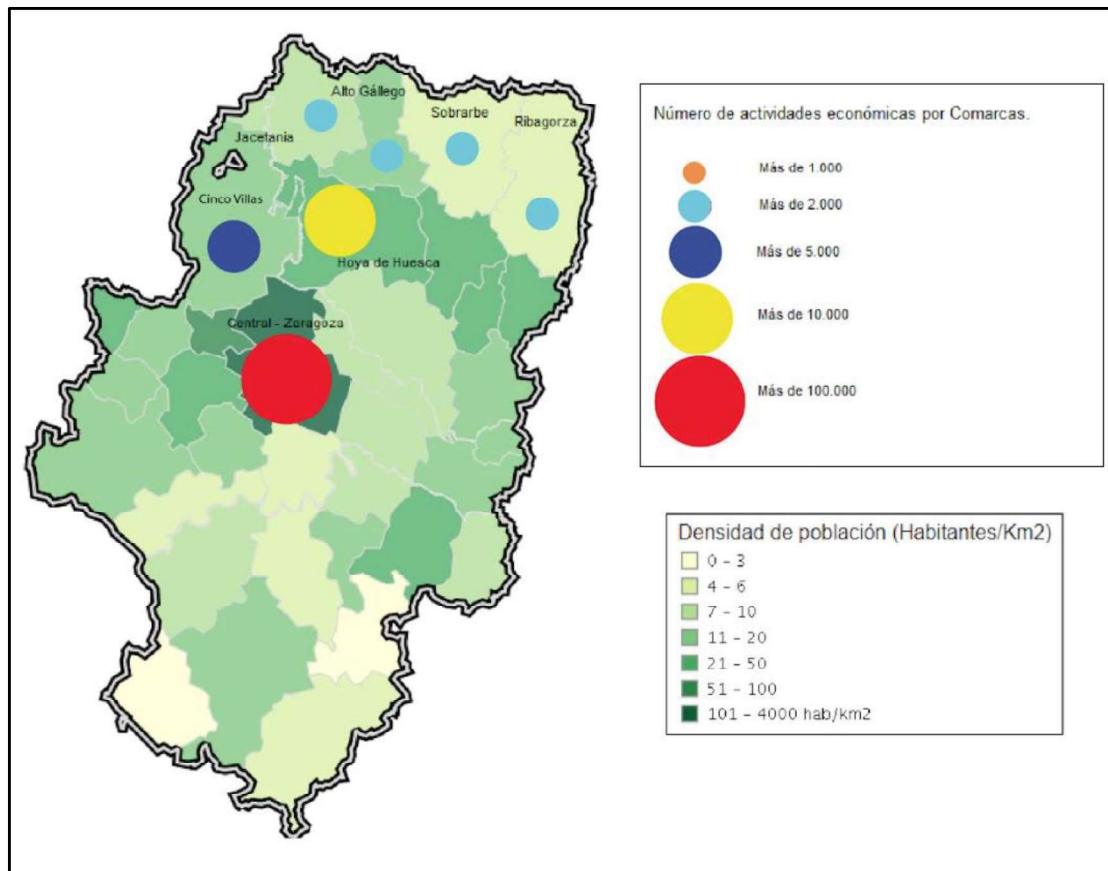 Alto Gállego
Sobrarbe
Ribagorza
Jacetania
Cinco Villas
Hoya de Huesca
Central - Zaragoza
Número de actividades económicas por Comarcas.
Más de 1.000
Más de 2.000
Más de 5.000
Más de 10.000
Más de 100.000
Densidad de población (Habitantes/Km2)
0 - 3
4 - 6
7 - 10
11 - 20
21 - 50
51 - 100
101 - 4000 hab/km2